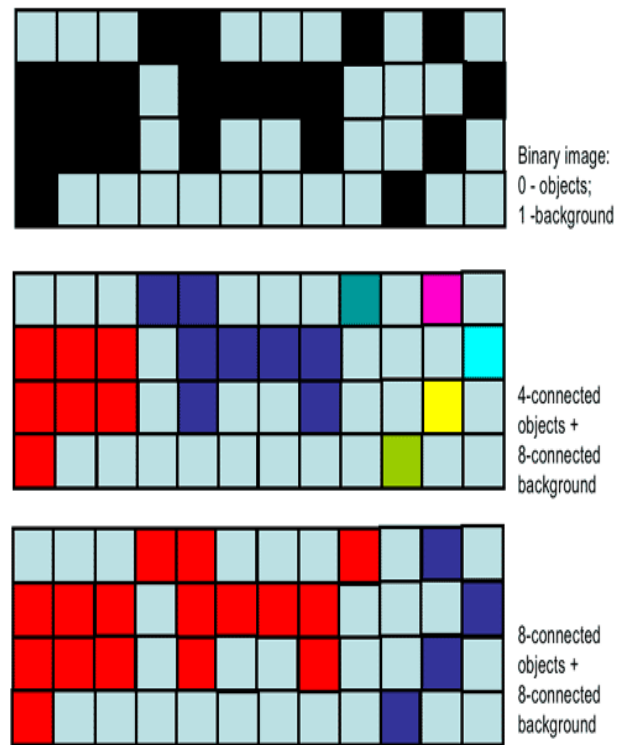 Binary image:
0 - objects;
1 -background
4-connected
objects +
8-connected
background
8-connected
objects +
8-connected
background